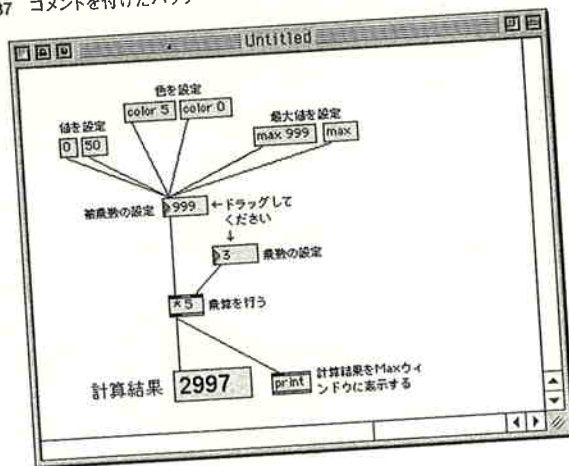 37 コメントを付けたパッチ
Untitled
色を設定
color 5 color 0
値を設定
0 50
最大値を設定
max 999 max
被乗数の設定 999 ←ドラッグして
ください
↓
3 乗数の設定
* 5 乗算を行う
計算結果 2997
print 計算結果をMaxウィ
ンドウに表示する